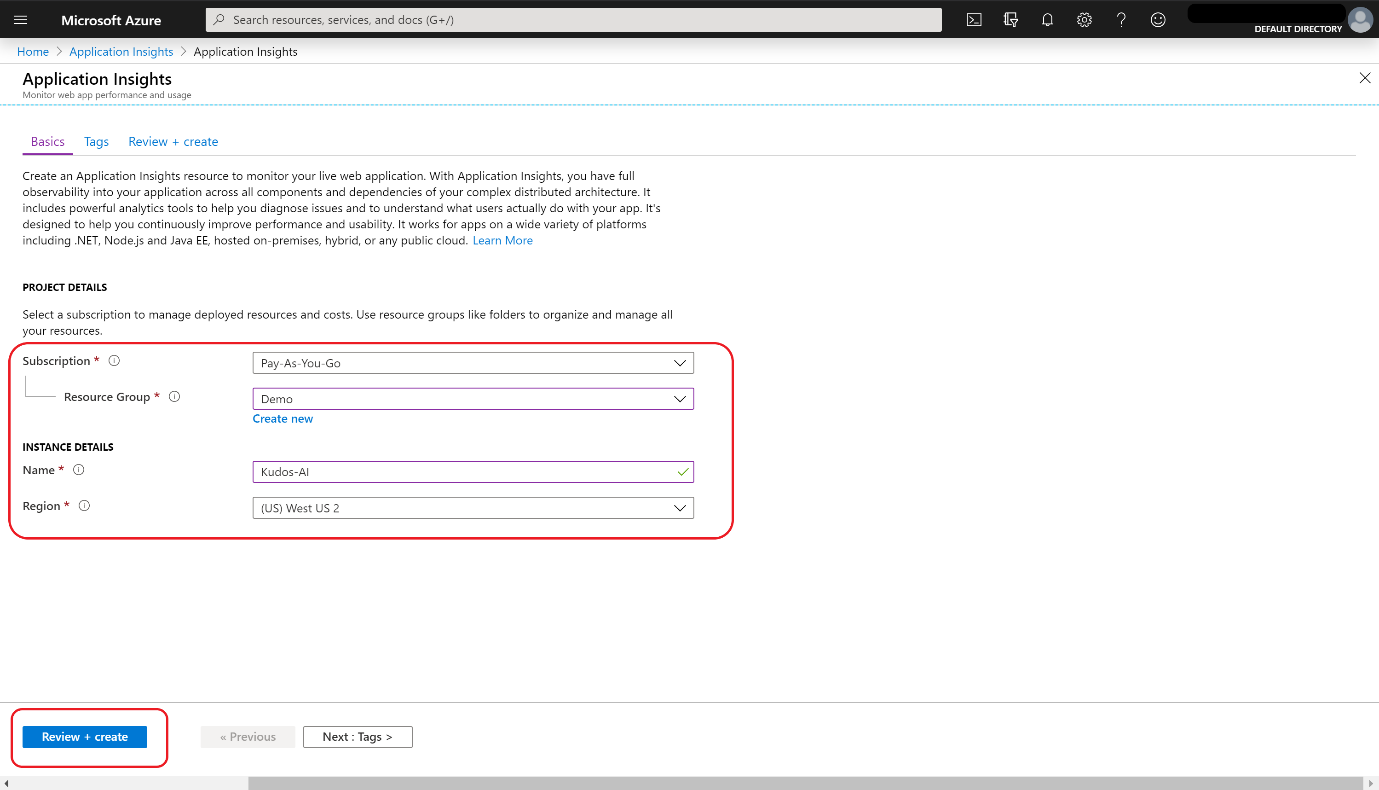 Microsoft Azure
Search resources, services, and docs (G+/)
DEFAULT DIRECTORY
Home > Application Insights > Application Insights
Application Insights
Monitor web app performance and usage
Basics Tags Review + create
Create an Application Insights resource to monitor your live web application. With Application Insights, you have full
observability into your application across all components and dependencies of your complex distributed architecture. It
includes powerful analytics tools to help you diagnose issues and to understand what users actually do with your app. It's
designed to help you continuously improve performance and usability. It works for apps on a wide variety of platforms
including .NET, Node.js and Java EE, hosted on-premises, hybrid, or any public cloud. Learn More
PROJECT DETAILS
Select a subscription to manage deployed resources and costs. Use resource groups like folders to organize and manage all
your resources.
Subscription * Pay-As-You-Go
Resource Group * Demo
Create new
INSTANCE DETAILS
Name * Kudos-AI
Region * (US) West US 2
Review + create « Previous Next : Tags >